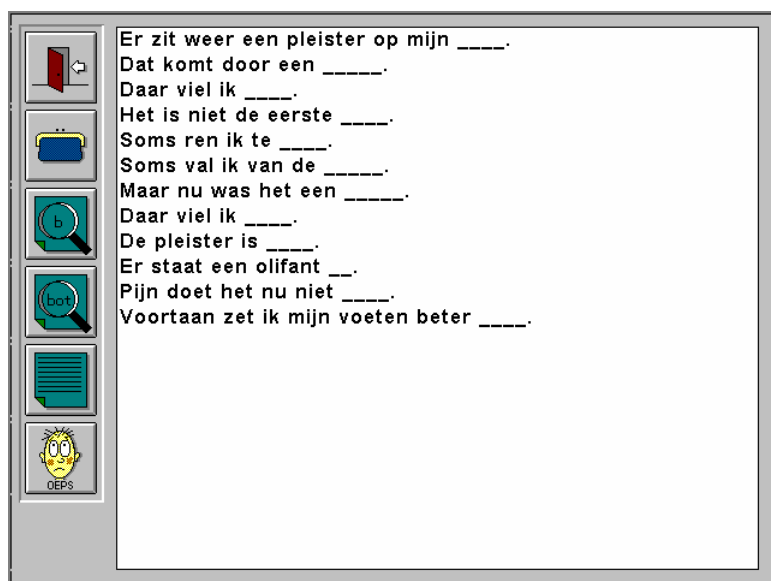 Er zit weer een pleister op mijn ____.
Dat komt door een _____.
Daar viel ik ____.
Het is niet de eerste ____.
Soms ren ik te ____.
Soms val ik van de _____.
Maar nu was het een _____.
Daar viel ik ____.
De pleister is ____.
Er staat een olifant __.
Pijn doet het nu niet ____.
Voortaan zet ik mijn voeten beter ____.
b
bot
OEPS